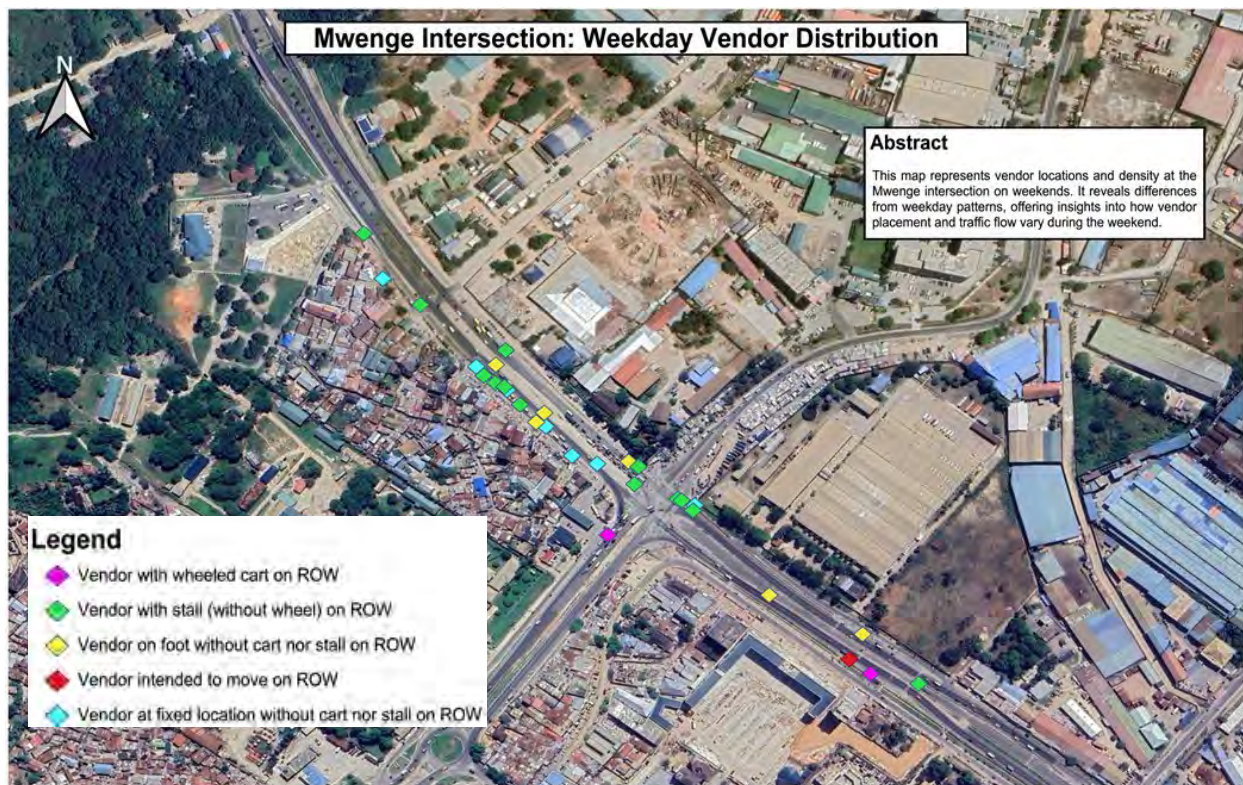 Mwenge Intersection: Weekday Vendor Distribution
N
Abstract
This map represents vendor locations and density at the
Mwenge intersection on weekends. It reveals differences
from weekday patterns, offering insights into how vendor
placement and traffic flow vary during the weekend.
Legend
Vendor with wheeled cart on ROW
Vendor with stall (without wheel) on ROW
Vendor on foot without cart nor stall on ROW
Vendor intended to move on ROW
Vendor at fixed location without cart nor stall on ROW